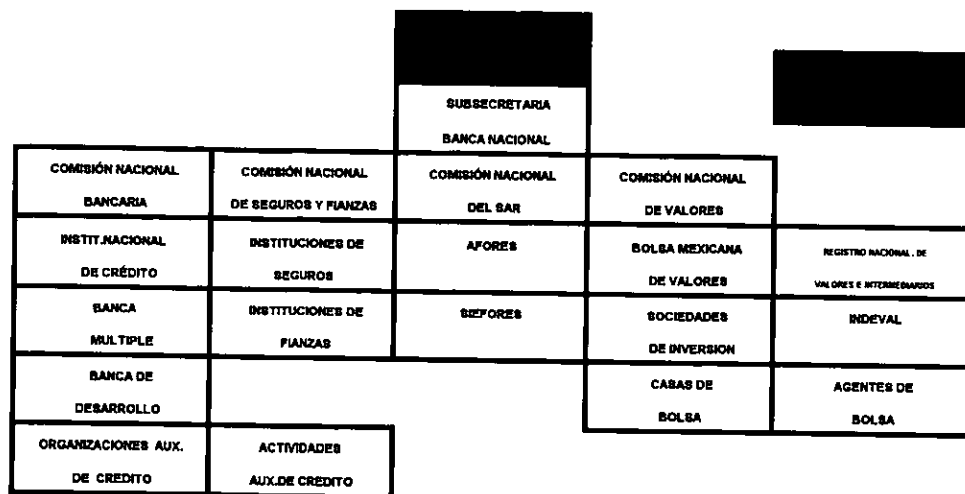 SUBSECRETARIA
BANCA NACIONAL
COMISIÓN NACIONAL
BANCARIA
COMISIÓN NACIONAL
DE SEGUROS Y FIANZAS
COMISIÓN NACIONAL
DEL SAR
COMISIÓN NACIONAL
DE VALORES
INSTIT.NACIONAL
DE CRÉDITO
INSTITUCIONES DE
SEGUROS
AFORES
BOLSA MEXICANA
DE VALORES
REGISTRO NACIONAL. DE
VALORES E INTERMEDIARIOS
BANCA
MULTIPLE
INSTITUCIONES DE
FIANZAS
SIEFORES
SOCIEDADES
DE INVERSION
INDEVAL
BANCA DE
DESARROLLO
CASAS DE
BOLSA
AGENTES DE
BOLSA
ORGANIZACIONES AUX.
DE CREDITO
ACTIVIDADES
AUX.DE CREDITO